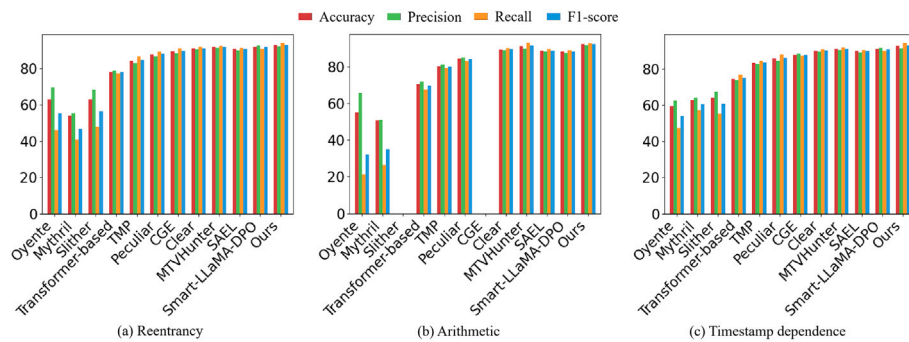 Accuracy Precision Recall F1-score
80
60
40
20
0
Oyente
Mythril
Slither
Transformer-based
TMP
Peculiar
CGE
Clear
MTVHunter
SAEL
Smart-LLaMA-DPO
Ours
(a) Reentrancy
80
60
40
20
0
Oyente
Mythril
Slither
Transformer-based
TMP
Peculiar
CGE
Clear
MTVHunter
SAEL
Smart-LLaMA-DPO
Ours
(b) Arithmetic
80
60
40
20
0
Oyente
Mythril
Slither
Transformer-based
TMP
Peculiar
CGE
Clear
MTVHunter
SAEL
Smart-LLaMA-DPO
Ours
(c) Timestamp dependence